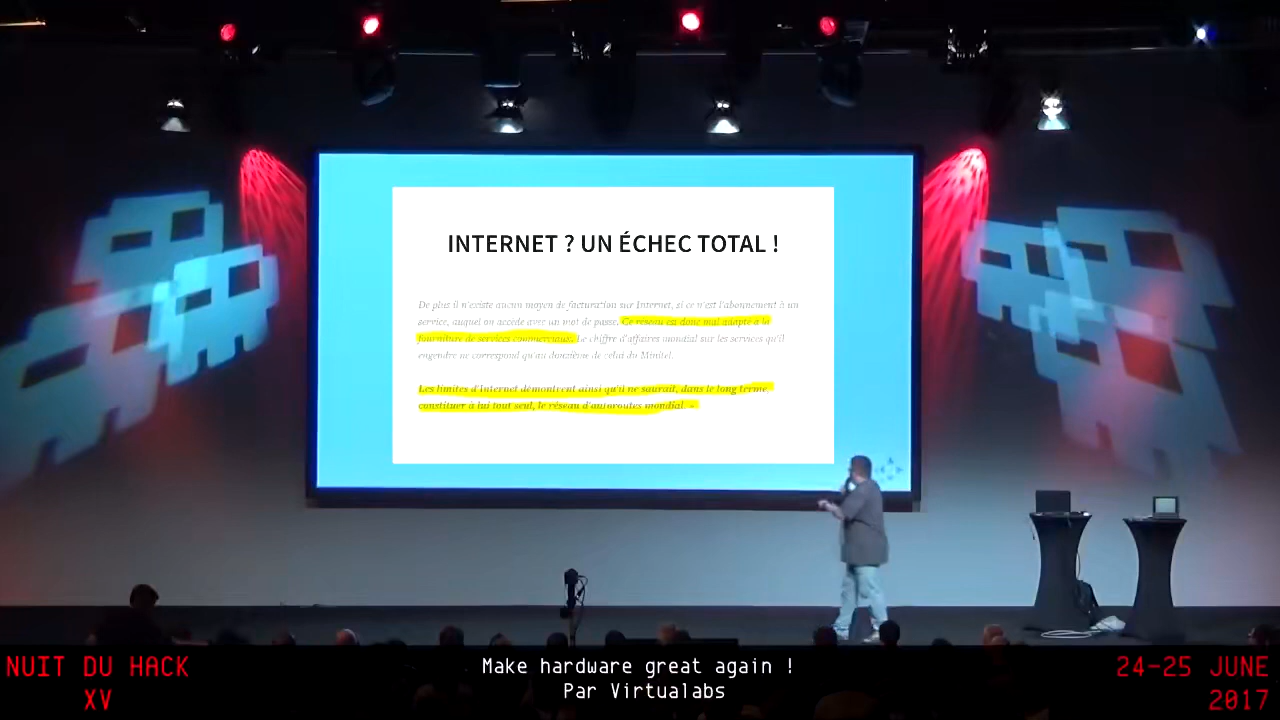 INTERNET ? UN ÉCHEC TOTAL !
De plus il n'existe aucun moyen de facturation sur Internet, si ce n'est l'abonnement à un
service, auquel on accède avec un mot de passe. Ce réseau est donc mal adapté à la
fourniture de services commerciaux. Le chiffre d'affaires mondial sur les services qu'il
engendre ne correspond qu'au douzième de celui du Minitel.
Les limites d'Internet démontrent ainsi qu'il ne saurait, dans le long terme,
constituer à lui tout seul, le réseau d'autoroutes mondial. »
NUIT DU HACK
XV
Make hardware great again !
Par Virtualabs
24-25 JUNE
2017